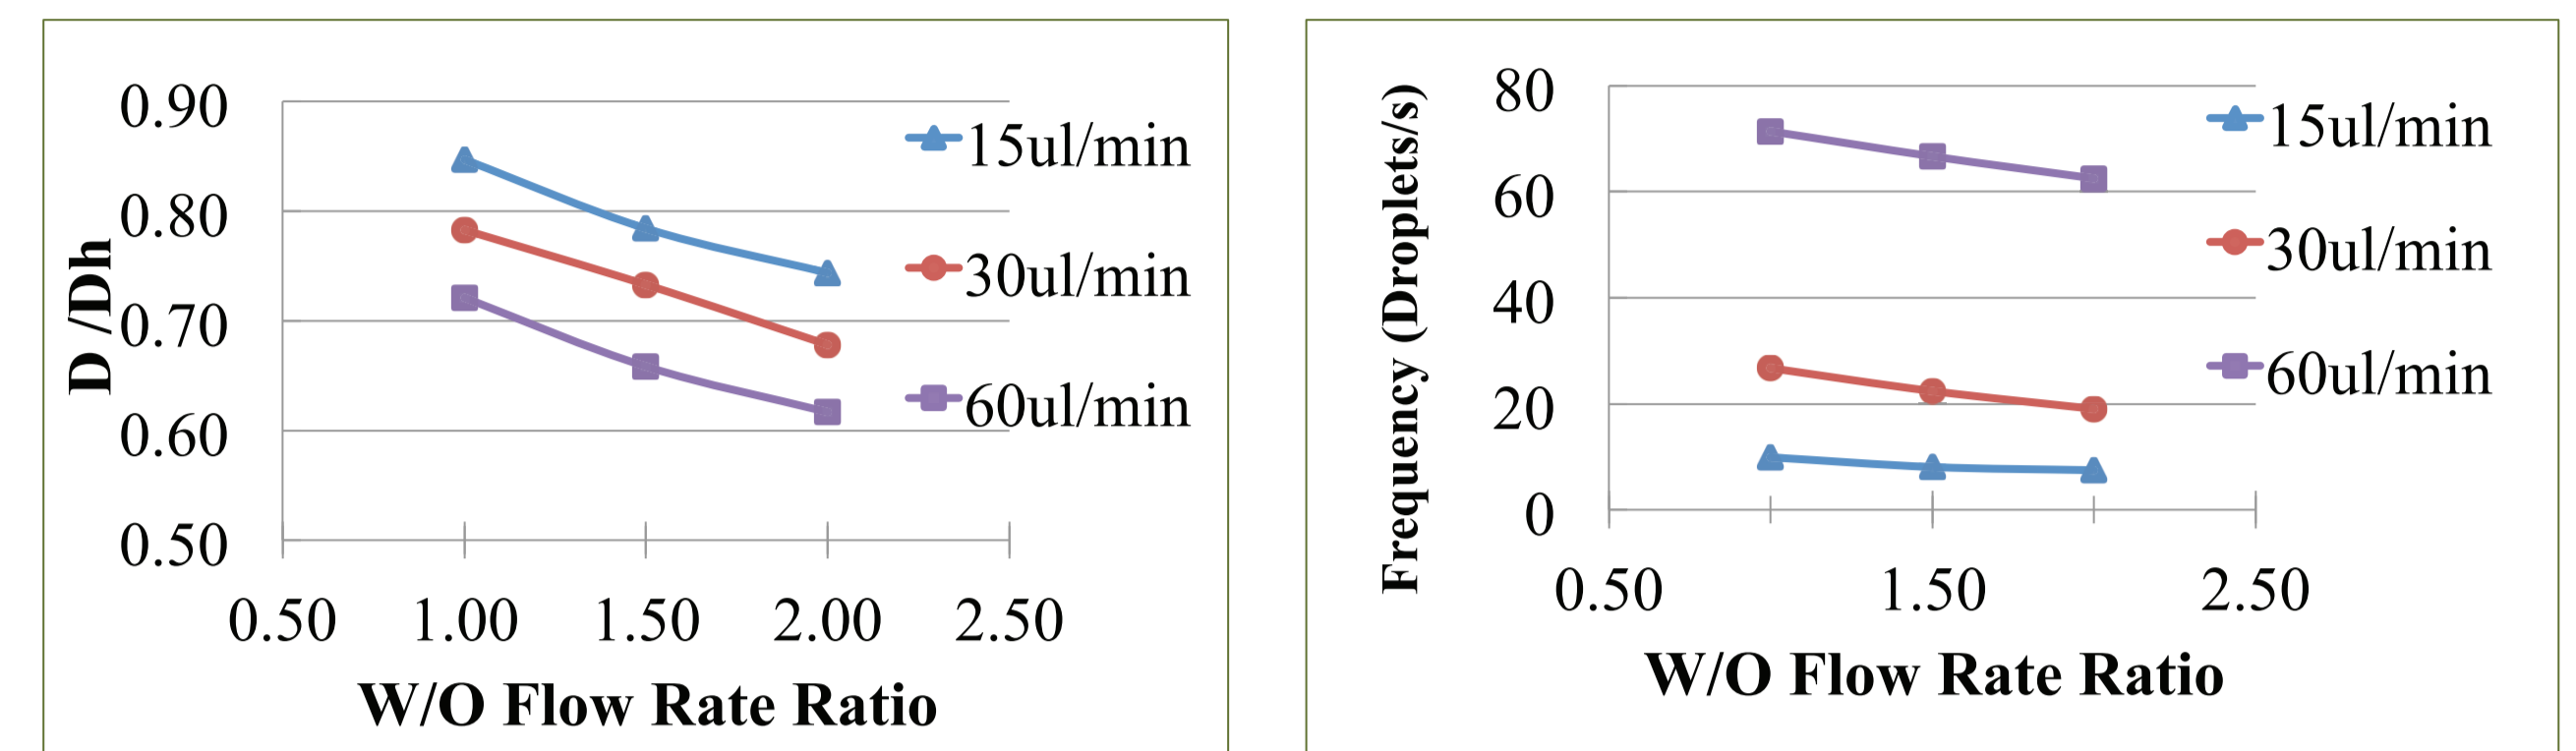 D /Dh
0.90
0.80
0.70
0.60
0.50
0.50 1.00 1.50 2.00 2.50
W/O Flow Rate Ratio
15ul/min
30ul/min
60ul/min
Frequency (Droplets/s)
80
60
40
20
0
0.50 1.50 2.50
W/O Flow Rate Ratio
15ul/min
30ul/min
60ul/min